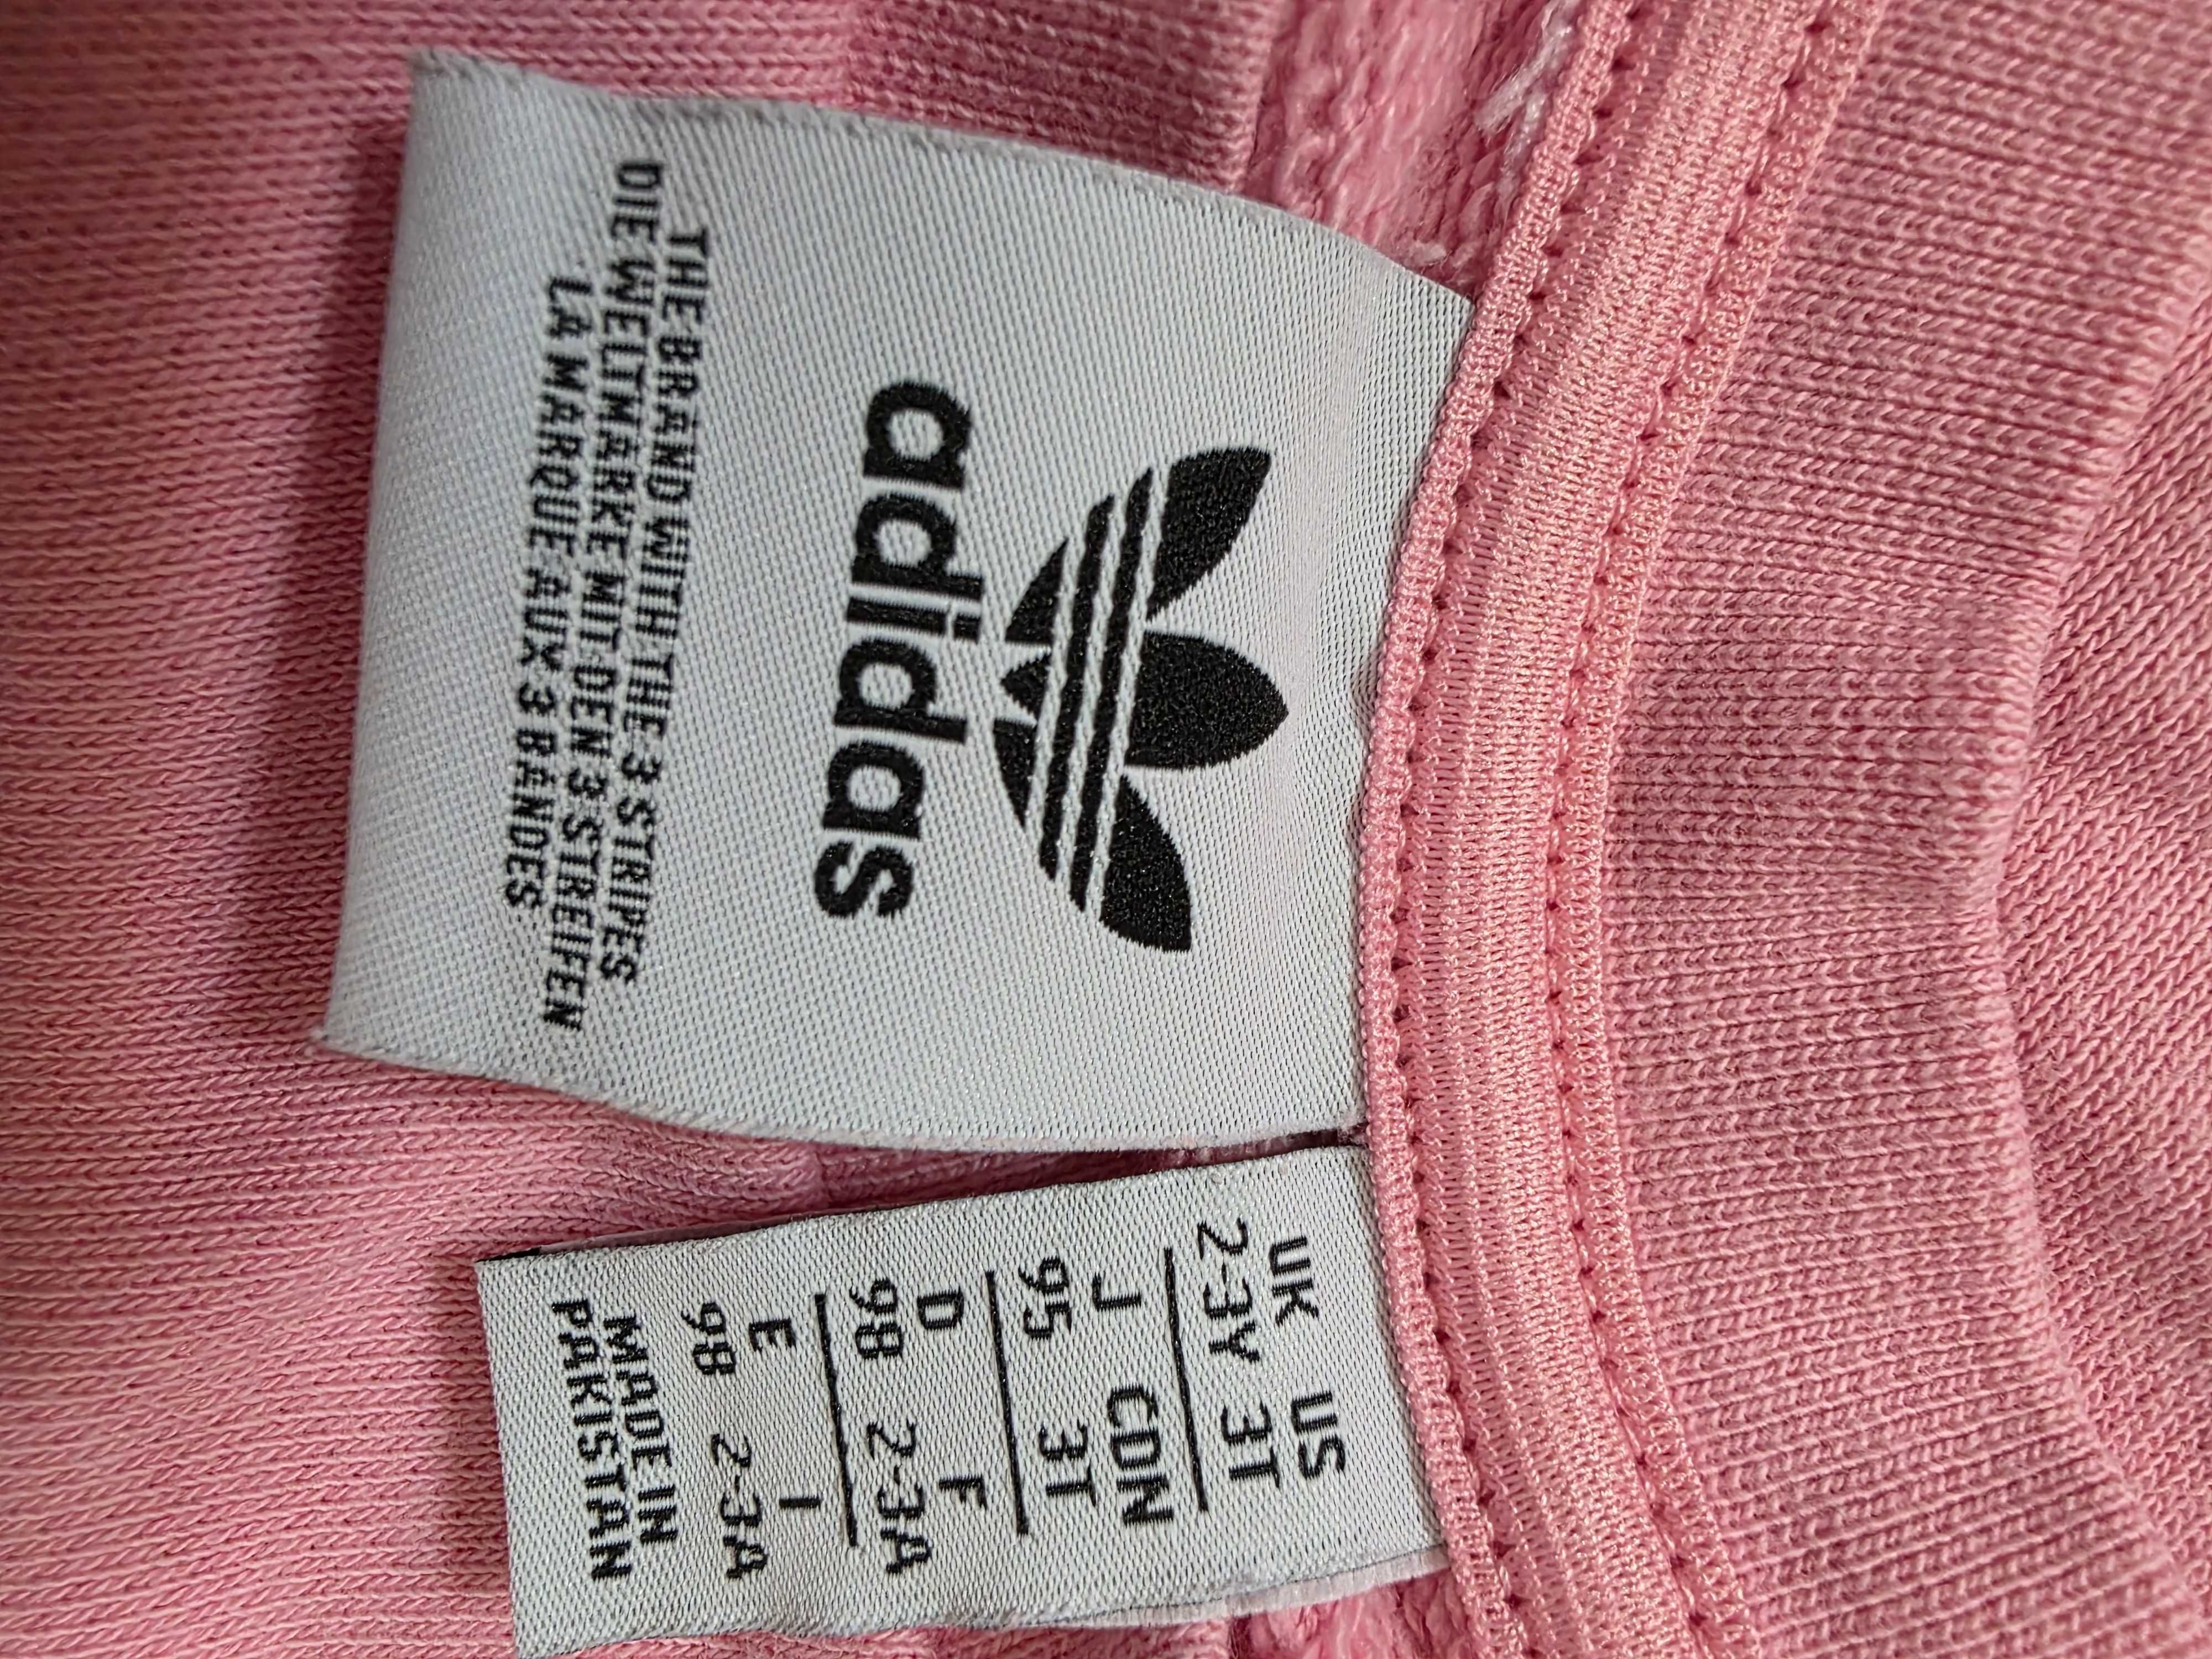 adidas
THE BRAND WITH THE 3 STRIPES
DIE WELTMARKE MIT DEN 3 STREIFEN
LA MARQUE AUX 3 BANDES
UK US
2-3Y 3T
J CDN
95 3T
D F
98 2-3A
E I
98 2-3A
MADE IN
PAKISTAN